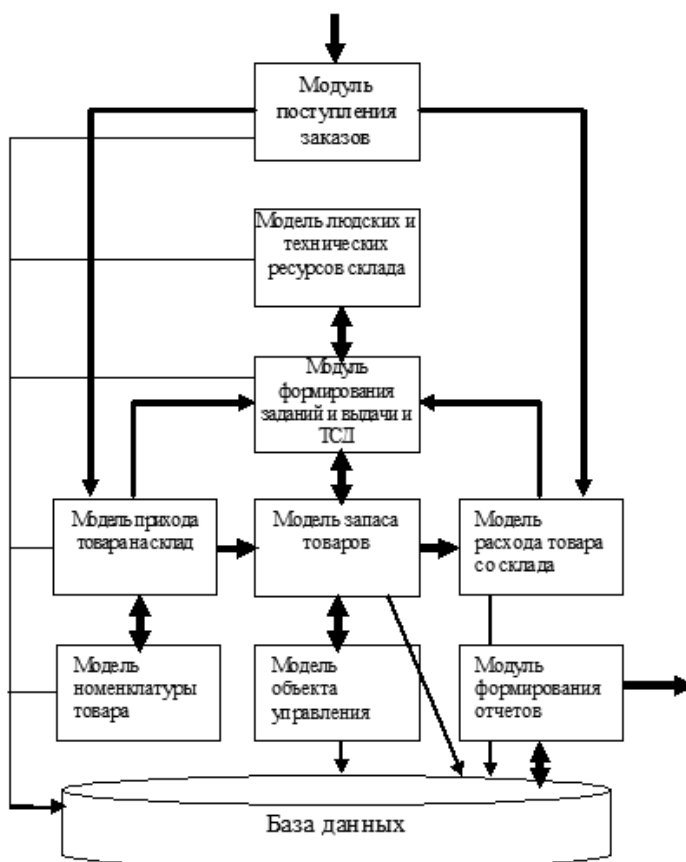 Модуль
поступления
заказов
Модель людских и
технических
ресурсов склада
Модуль
формирования
заданий и выдачи и
ТСД
Модель прихода
товара на склад
Модель запаса
товаров
Модель
расхода товара
со склада
Модель
номенклатуры
товара
Модель
объекта
управления
Модуль
формирования
отчетов
База данных